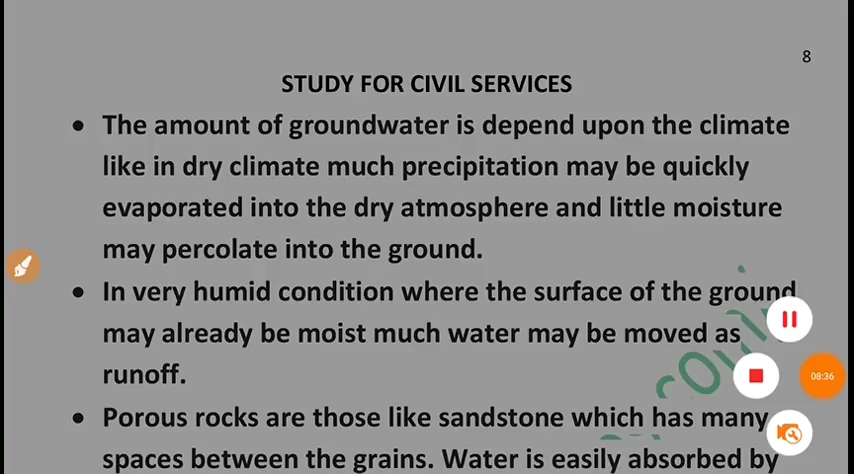 8
STUDY FOR CIVIL SERVICES
• The amount of groundwater is depend upon the climate
like in dry climate much precipitation may be quickly
evaporated into the dry atmosphere and little moisture
may percolate into the ground.
• In very humid condition where the surface of the ground
may already be moist much water may be moved as
runoff.
08:36
• Porous rocks are those like sandstone which has many
spaces between the grains. Water is easily absorbed by